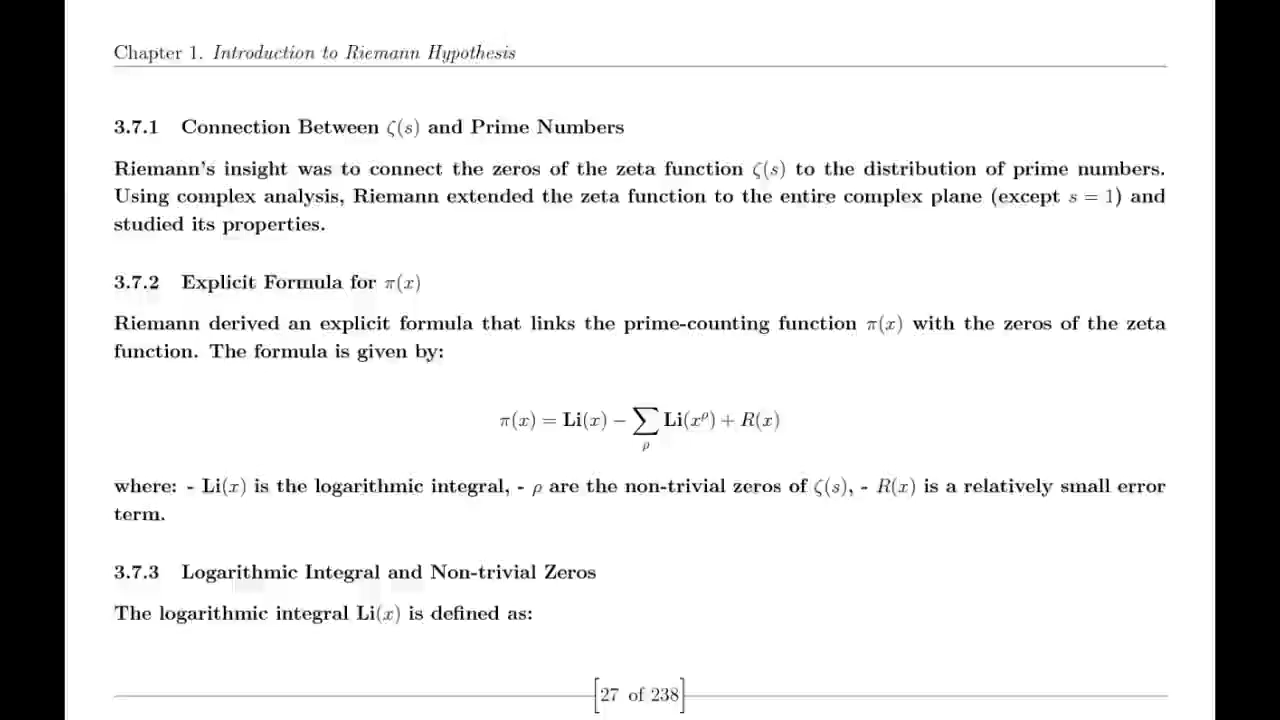 Chapter 1. Introduction to Riemann Hypothesis
3.7.1 Connection Between ζ(s) and Prime Numbers
Riemann's insight was to connect the zeros of the zeta function ζ(s) to the distribution of prime numbers.
Using complex analysis, Riemann extended the zeta function to the entire complex plane (except s = 1) and
studied its properties.
3.7.2 Explicit Formula for π(x)
Riemann derived an explicit formula that links the prime-counting function π(x) with the zeros of the zeta
function. The formula is given by:
π(x) = Li(x) − ∑ρ Li(x^ρ) + R(x)
where: - Li(x) is the logarithmic integral, - ρ are the non-trivial zeros of ζ(s), - R(x) is a relatively small error
term.
3.7.3 Logarithmic Integral and Non-trivial Zeros
The logarithmic integral Li(x) is defined as:
[27 of 238]